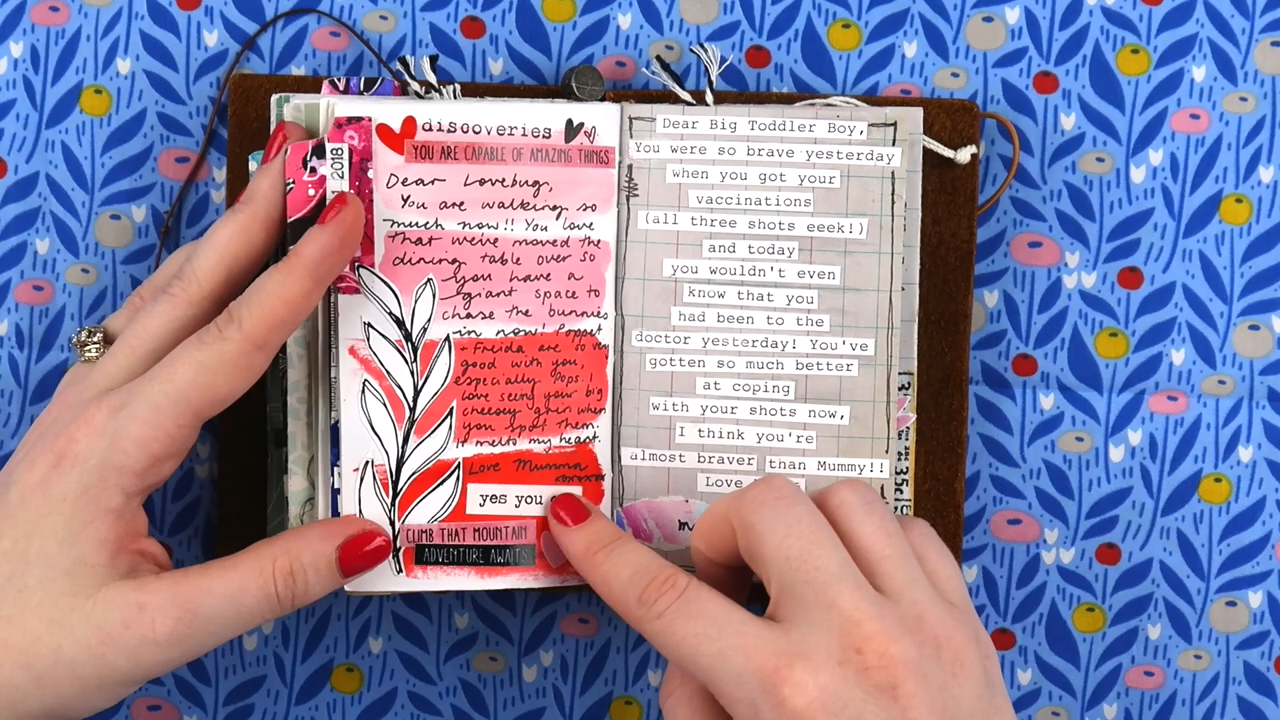 2018
discoveries
YOU ARE CAPABLE OF AMAZING THINGS
Dear Lovebug,
You are walking so
much now!! You love
that we've moved the
dining table over so
you have a
giant space to
chase the bunnies
in now! Poppet
+ Freida are so very
good with you,
especially Pops. I
love seeing your big
cheesey grin when
you spot them.
It melts my heart.
Love Mumma
xoxoxox
yes you
CLIMB THAT MOUNTAIN
ADVENTURE AWAITS
Dear Big Toddler Boy,
You were so brave yesterday
when you got your
vaccinations
(all three shots eeek!)
and today
you wouldn't even
know that you
had been to the
doctor yesterday! You've
gotten so much better
at coping
with your shots now,
I think you're
almost braver than Mummy!!
Love